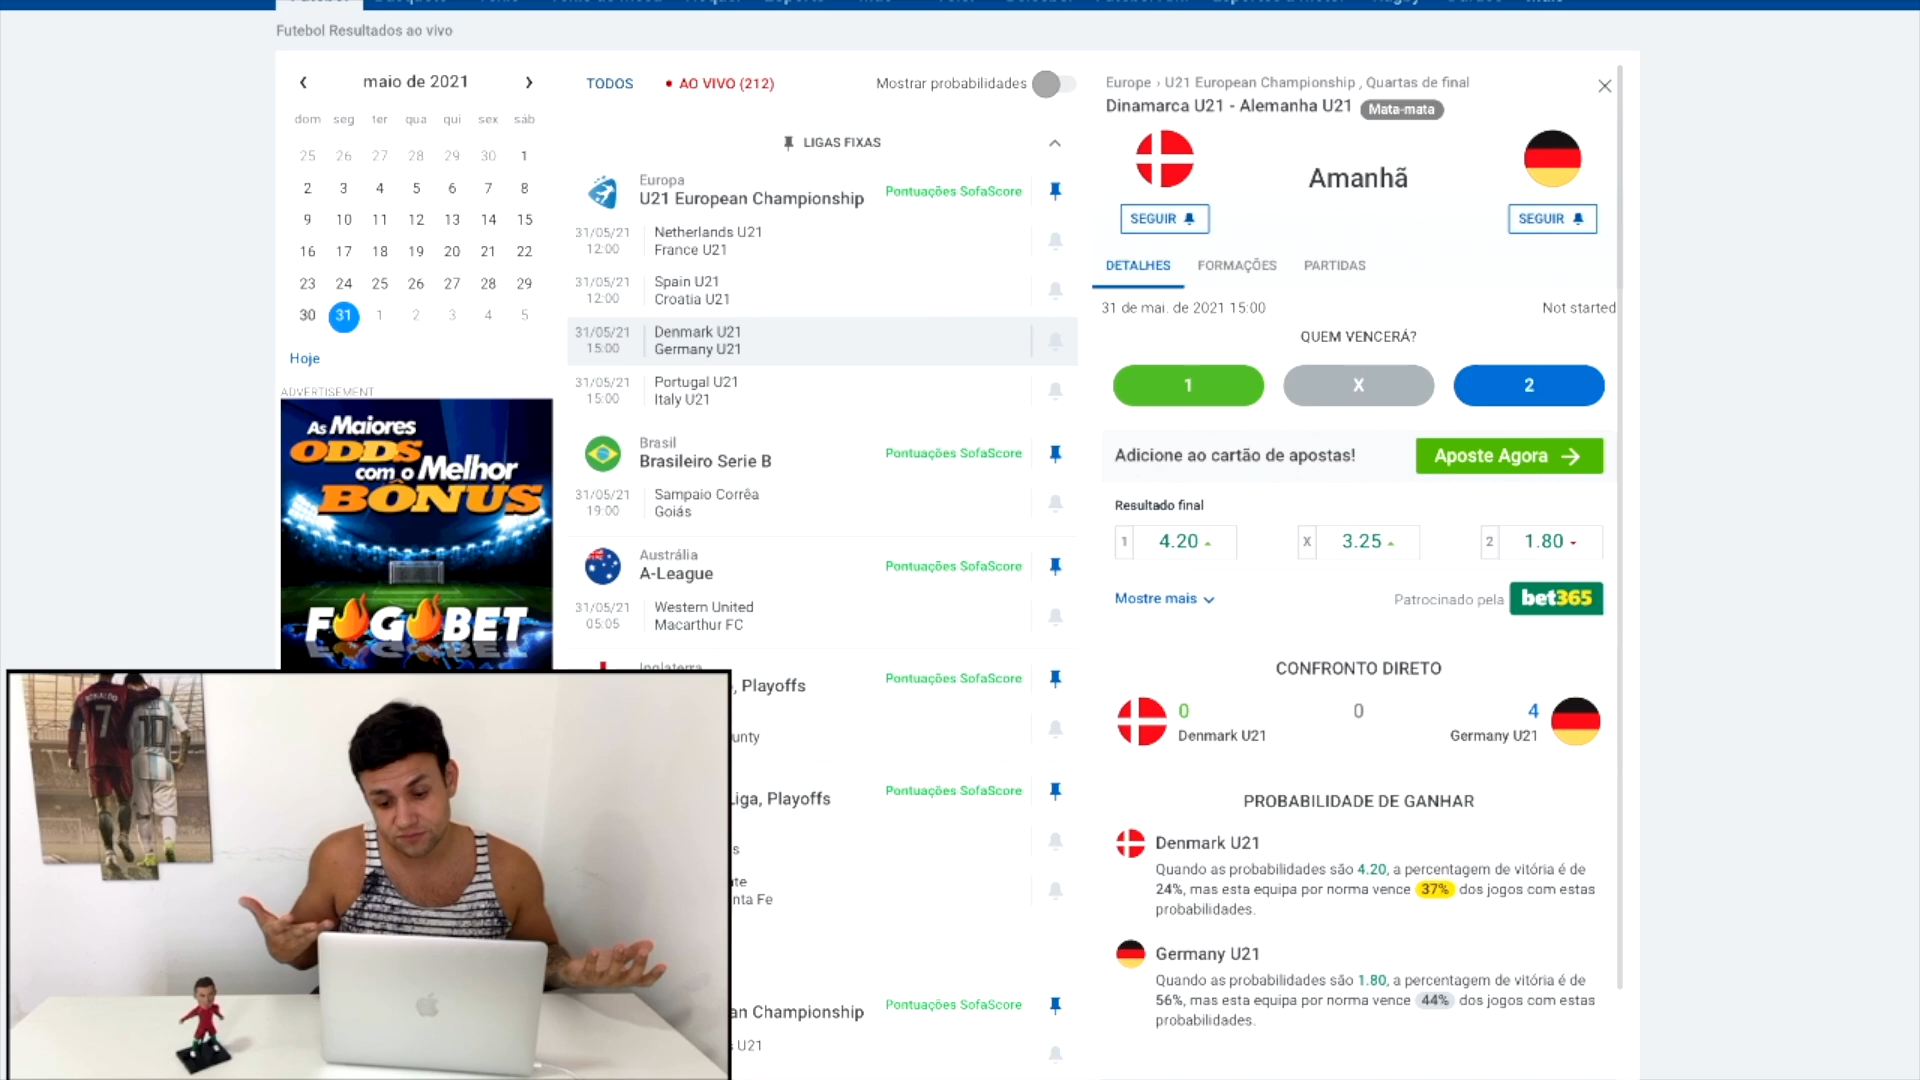 Futebol Resultados ao vivo
maio de 2021
dom seg ter qua qui sex sáb
25 26 27 28 29 30 1
2 3 4 5 6 7 8
9 10 11 12 13 14 15
16 17 18 19 20 21 22
23 24 25 26 27 28 29
30 31 1 2 3 4 5
Hoje
ADVERTISEMENT
As Maiores
ODDS
com o Melhor
BÔNUS
FOGOBET
RONALDO
7
10
TODOS
AO VIVO (212)
Mostrar probabilidades
LIGAS FIXAS
Europa
U21 European Championship
Pontuações SofaScore
31/05/21
12:00
Netherlands U21
France U21
31/05/21
12:00
Spain U21
Croatia U21
31/05/21
15:00
Denmark U21
Germany U21
31/05/21
15:00
Portugal U21
Italy U21
Brasil
Brasileiro Serie B
Pontuações SofaScore
31/05/21
19:00
Sampaio Corrêa
Goiás
Austrália
A-League
Pontuações SofaScore
31/05/21
05:05
Western United
Macarthur FC
Inglaterra
, Playoffs
Pontuações SofaScore
unty
Liga, Playoffs
Pontuações SofaScore
s
te
nta Fe
an Championship
Pontuações SofaScore
U21
Europe › U21 European Championship , Quartas de final
Dinamarca U21 - Alemanha U21 Mata-mata
Amanhã
SEGUIR
SEGUIR
DETALHES FORMAÇÕES PARTIDAS
31 de mai. de 2021 15:00
Not started
QUEM VENCERÁ?
1 X 2
Adicione ao cartão de apostas!
Aposte Agora →
Resultado final
1 4.20 X 3.25 2 1.80
Mostre mais
Patrocinado pela bet365
CONFRONTO DIRETO
0 0 4
Denmark U21 Germany U21
PROBABILIDADE DE GANHAR
Denmark U21
Quando as probabilidades são 4.20, a percentagem de vitória é de
24%, mas esta equipa por norma vence 37% dos jogos com estas
probabilidades.
Germany U21
Quando as probabilidades são 1.80, a percentagem de vitória é de
56%, mas esta equipa por norma vence 44% dos jogos com estas
probabilidades.